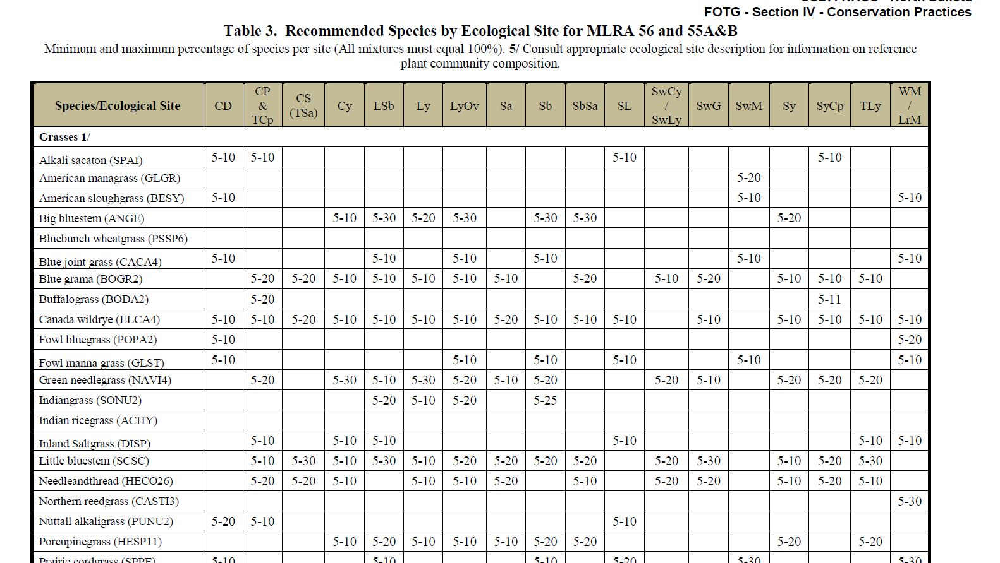 USDA NRCS - North Dakota
FOTG - Section IV - Conservation Practices
Table 3. Recommended Species by Ecological Site for MLRA 56 and 55A&B
Minimum and maximum percentage of species per site (All mixtures must equal 100%). 5/ Consult appropriate ecological site description for information on reference
plant community composition.
Species/Ecological Site CD CP & TCp CS (TSa) Cy LSb Ly LyOv Sa Sb SbSa SL SwCy / SwLy SwG SwM Sy SyCp TLy WM / LrM
Grasses 1/
Alkali sacaton (SPAI) 5-10 5-10 5-10 5-10
American managrass (GLGR) 5-20
American sloughgrass (BESY) 5-10 5-10 5-10
Big bluestem (ANGE) 5-10 5-30 5-20 5-30 5-30 5-30 5-20
Bluebunch wheatgrass (PSSP6)
Blue joint grass (CACA4) 5-10 5-10 5-10 5-10 5-10 5-10
Blue grama (BOGR2) 5-20 5-20 5-10 5-10 5-10 5-10 5-10 5-20 5-10 5-20 5-10 5-10 5-10
Buffalograss (BODA2) 5-20 5-11
Canada wildrye (ELCA4) 5-10 5-10 5-20 5-10 5-10 5-10 5-10 5-20 5-10 5-10 5-10 5-10 5-10 5-10 5-10 5-10
Fowl bluegrass (POPA2) 5-10 5-20
Fowl manna grass (GLST) 5-10 5-10 5-10 5-10 5-10 5-10
Green needlegrass (NAVI4) 5-20 5-30 5-10 5-30 5-20 5-10 5-20 5-20 5-10 5-20 5-20 5-20
Indiangrass (SONU2) 5-20 5-10 5-20 5-25
Indian ricegrass (ACHY)
Inland Saltgrass (DISP) 5-10 5-10 5-10 5-10 5-10 5-10
Little bluestem (SCSC) 5-10 5-30 5-10 5-30 5-10 5-20 5-20 5-20 5-20 5-20 5-30 5-10 5-20 5-30
Needleandthread (HECO26) 5-20 5-20 5-10 5-10 5-10 5-20 5-10 5-20 5-20 5-10 5-20 5-10
Northern reedgrass (CASTI3) 5-30
Nuttall alkaligrass (PUNU2) 5-20 5-10 5-10
Porcupinegrass (HESP11) 5-10 5-20 5-10 5-10 5-10 5-20 5-20 5-20 5-20
Prairie cordgrass (SPPE) 5-10 5-10 5-10 5-20 5-30 5-30